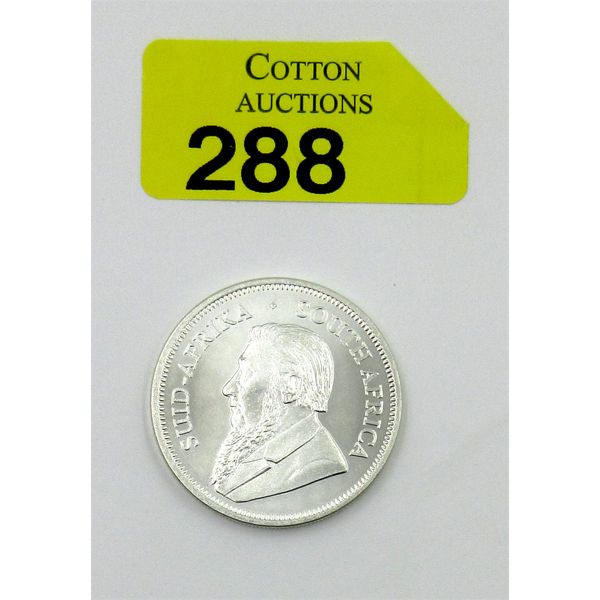 COTTON
AUCTIONS
288
SUID-AFRIKA · SOUTH AFRICA